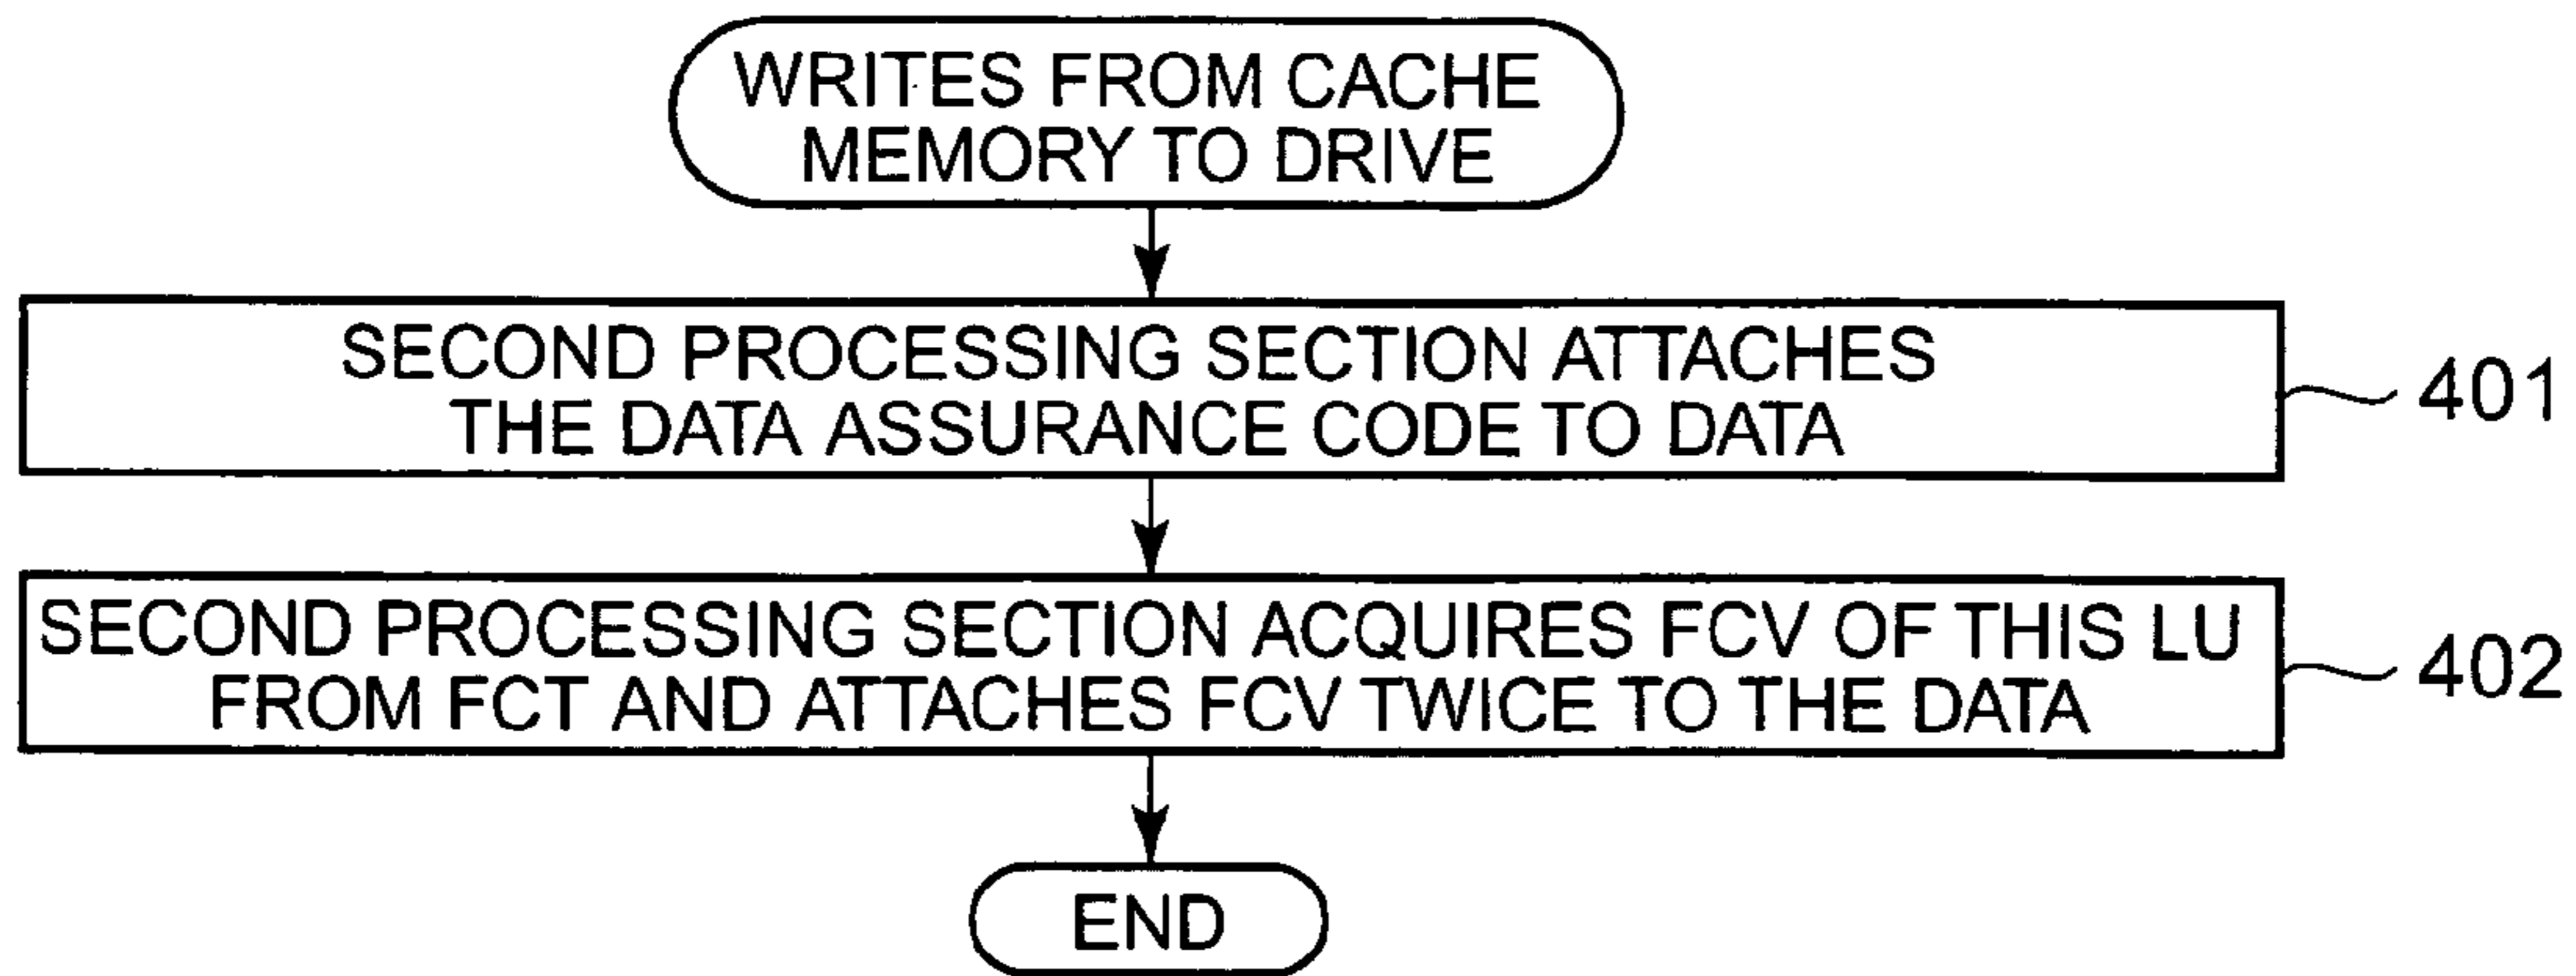 WRITES FROM CACHE
MEMORY TO DRIVE
SECOND PROCESSING SECTION ATTACHES
THE DATA ASSURANCE CODE TO DATA
401
SECOND PROCESSING SECTION ACQUIRES FCV OF THIS LU
FROM FCT AND ATTACHES FCV TWICE TO THE DATA
402
END